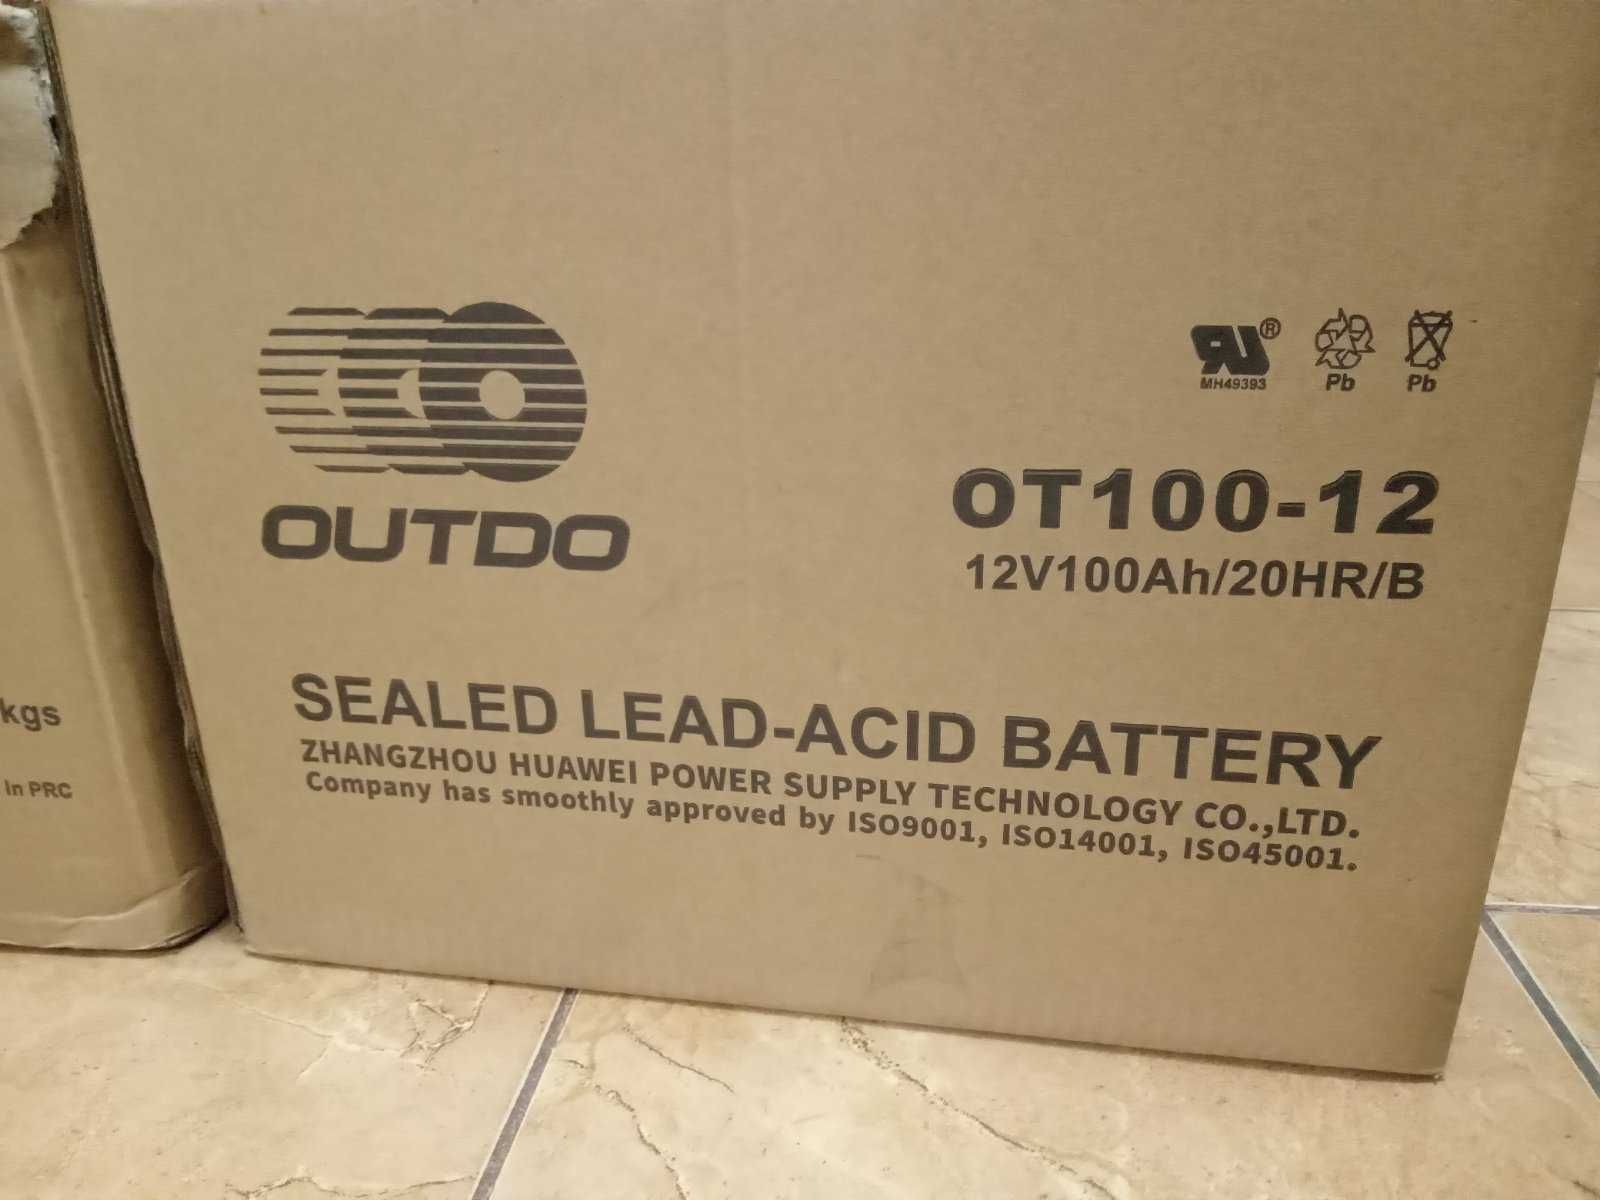 OUTDO
RU®
MH49393
Pb
Pb
OT100-12
12V100Ah/20HR/B
SEALED LEAD-ACID BATTERY
ZHANGZHOU HUAWEI POWER SUPPLY TECHNOLOGY CO.,LTD.
Company has smoothly approved by ISO9001, ISO14001, ISO45001.
kgs
In PRC